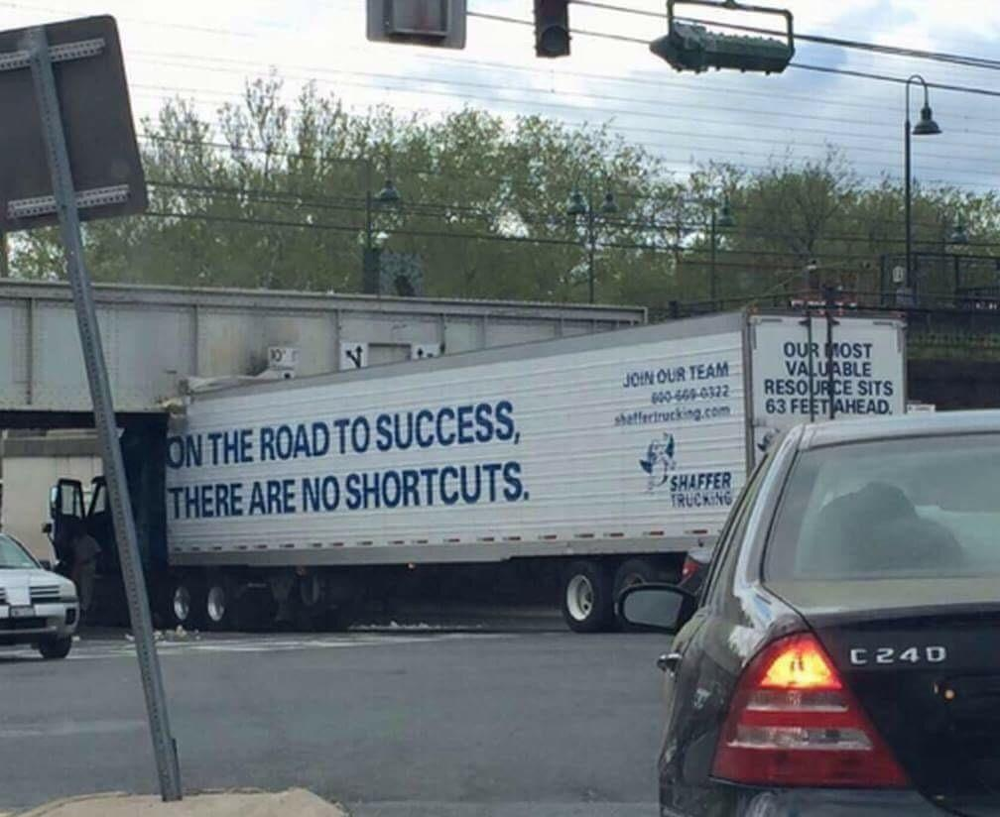 10'
ON THE ROAD TO SUCCESS,
THERE ARE NO SHORTCUTS.
JOIN OUR TEAM
800-669-0322
shaffertrucking.com
SHAFFER
TRUCKING
OUR MOST
VALUABLE
RESOURCE SITS
63 FEET AHEAD.
C240